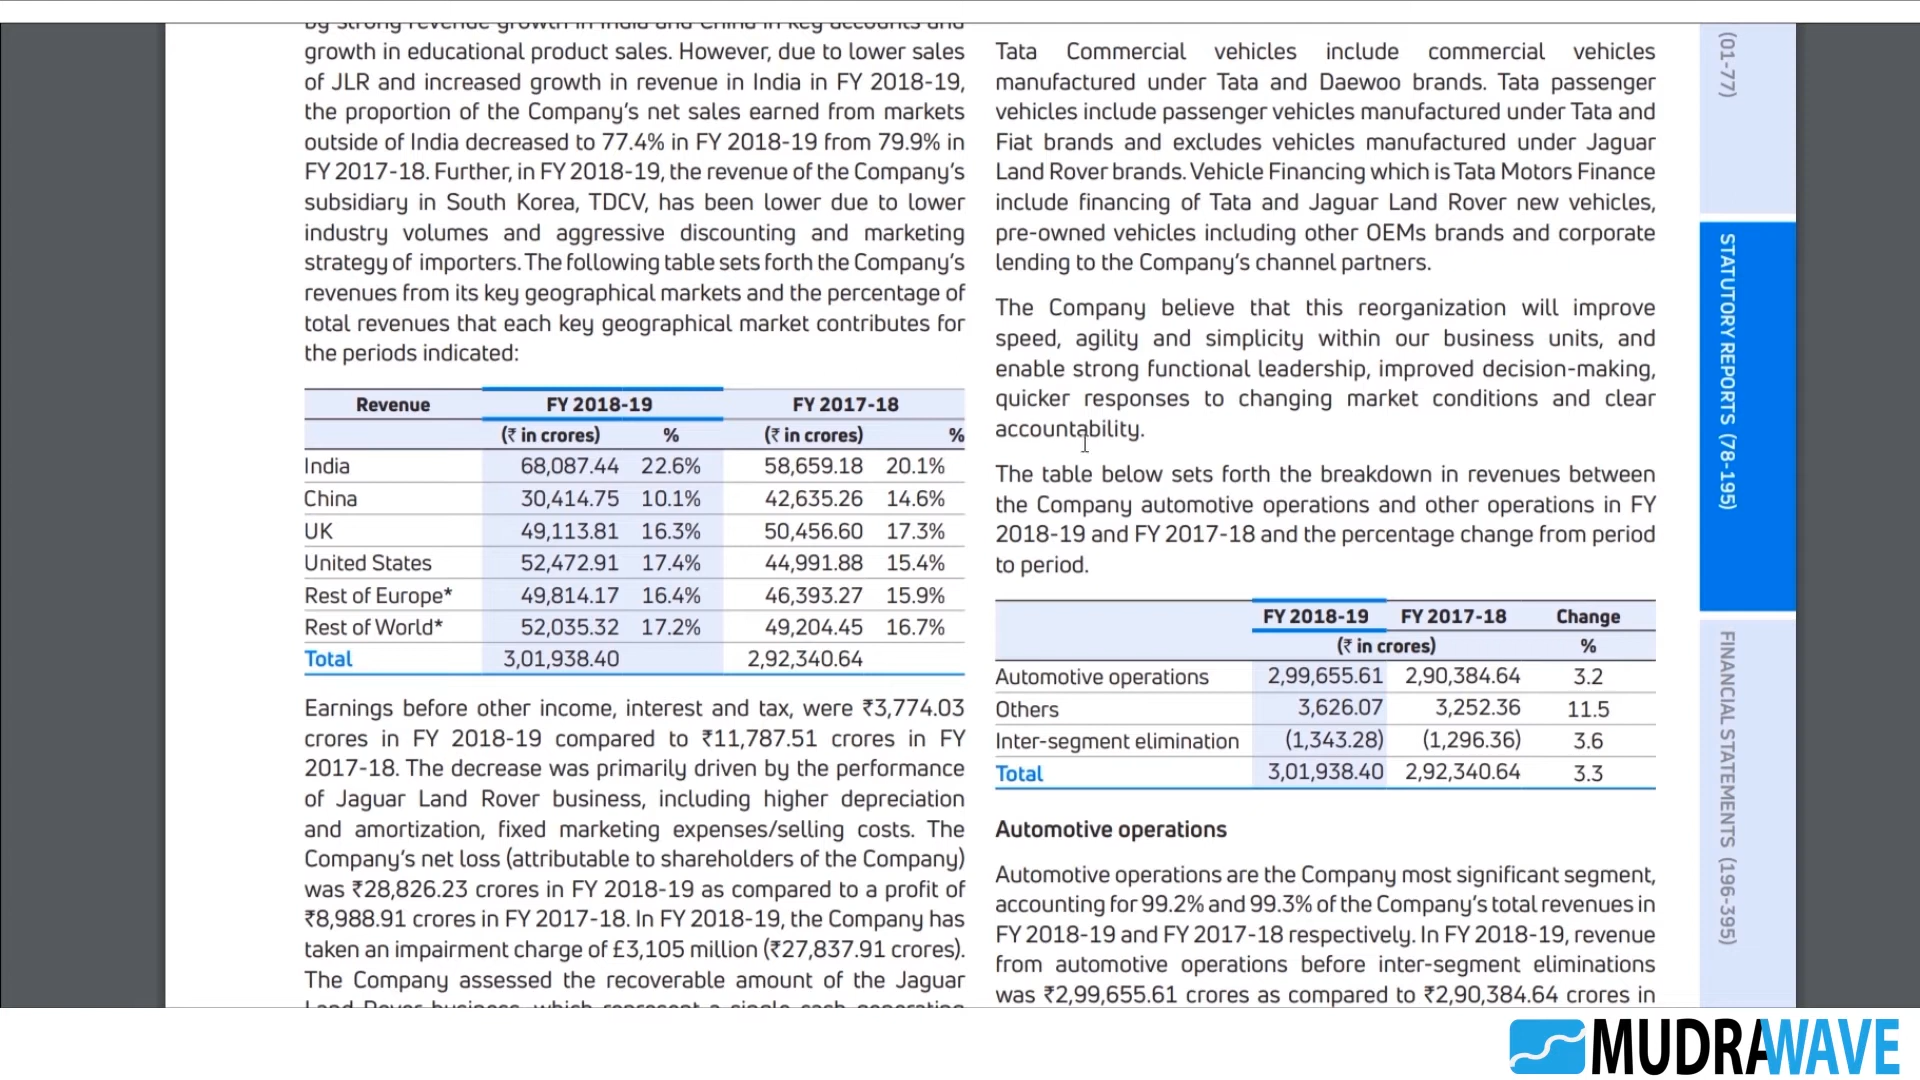 by strong revenue growth in India and China in key accounts and
growth in educational product sales. However, due to lower sales
of JLR and increased growth in revenue in India in FY 2018-19,
the proportion of the Company's net sales earned from markets
outside of India decreased to 77.4% in FY 2018-19 from 79.9% in
FY 2017-18. Further, in FY 2018-19, the revenue of the Company's
subsidiary in South Korea, TDCV, has been lower due to lower
industry volumes and aggressive discounting and marketing
strategy of importers. The following table sets forth the Company's
revenues from its key geographical markets and the percentage of
total revenues that each key geographical market contributes for
the periods indicated:
Revenue FY 2018-19 FY 2017-18
(₹ in crores) % (₹ in crores) %
India 68,087.44 22.6% 58,659.18 20.1%
China 30,414.75 10.1% 42,635.26 14.6%
UK 49,113.81 16.3% 50,456.60 17.3%
United States 52,472.91 17.4% 44,991.88 15.4%
Rest of Europe* 49,814.17 16.4% 46,393.27 15.9%
Rest of World* 52,035.32 17.2% 49,204.45 16.7%
Total 3,01,938.40 2,92,340.64
Earnings before other income, interest and tax, were ₹3,774.03
crores in FY 2018-19 compared to ₹11,787.51 crores in FY
2017-18. The decrease was primarily driven by the performance
of Jaguar Land Rover business, including higher depreciation
and amortization, fixed marketing expenses/selling costs. The
Company's net loss (attributable to shareholders of the Company)
was ₹28,826.23 crores in FY 2018-19 as compared to a profit of
₹8,988.91 crores in FY 2017-18. In FY 2018-19, the Company has
taken an impairment charge of £3,105 million (₹27,837.91 crores).
The Company assessed the recoverable amount of the Jaguar
Land Rover business, which represent a single cash generating
Tata Commercial vehicles include commercial vehicles
manufactured under Tata and Daewoo brands. Tata passenger
vehicles include passenger vehicles manufactured under Tata and
Fiat brands and excludes vehicles manufactured under Jaguar
Land Rover brands. Vehicle Financing which is Tata Motors Finance
include financing of Tata and Jaguar Land Rover new vehicles,
pre-owned vehicles including other OEMs brands and corporate
lending to the Company's channel partners.
The Company believe that this reorganization will improve
speed, agility and simplicity within our business units, and
enable strong functional leadership, improved decision-making,
quicker responses to changing market conditions and clear
accountability.
The table below sets forth the breakdown in revenues between
the Company automotive operations and other operations in FY
2018-19 and FY 2017-18 and the percentage change from period
to period.
FY 2018-19 FY 2017-18 Change
(₹ in crores) %
Automotive operations 2,99,655.61 2,90,384.64 3.2
Others 3,626.07 3,252.36 11.5
Inter-segment elimination (1,343.28) (1,296.36) 3.6
Total 3,01,938.40 2,92,340.64 3.3
Automotive operations
Automotive operations are the Company most significant segment,
accounting for 99.2% and 99.3% of the Company's total revenues in
FY 2018-19 and FY 2017-18 respectively. In FY 2018-19, revenue
from automotive operations before inter-segment eliminations
was ₹2,99,655.61 crores as compared to ₹2,90,384.64 crores in
(01-77)
STATUTORY REPORTS (78-195)
FINANCIAL STATEMENTS (196-395)
MUDRAWAVE